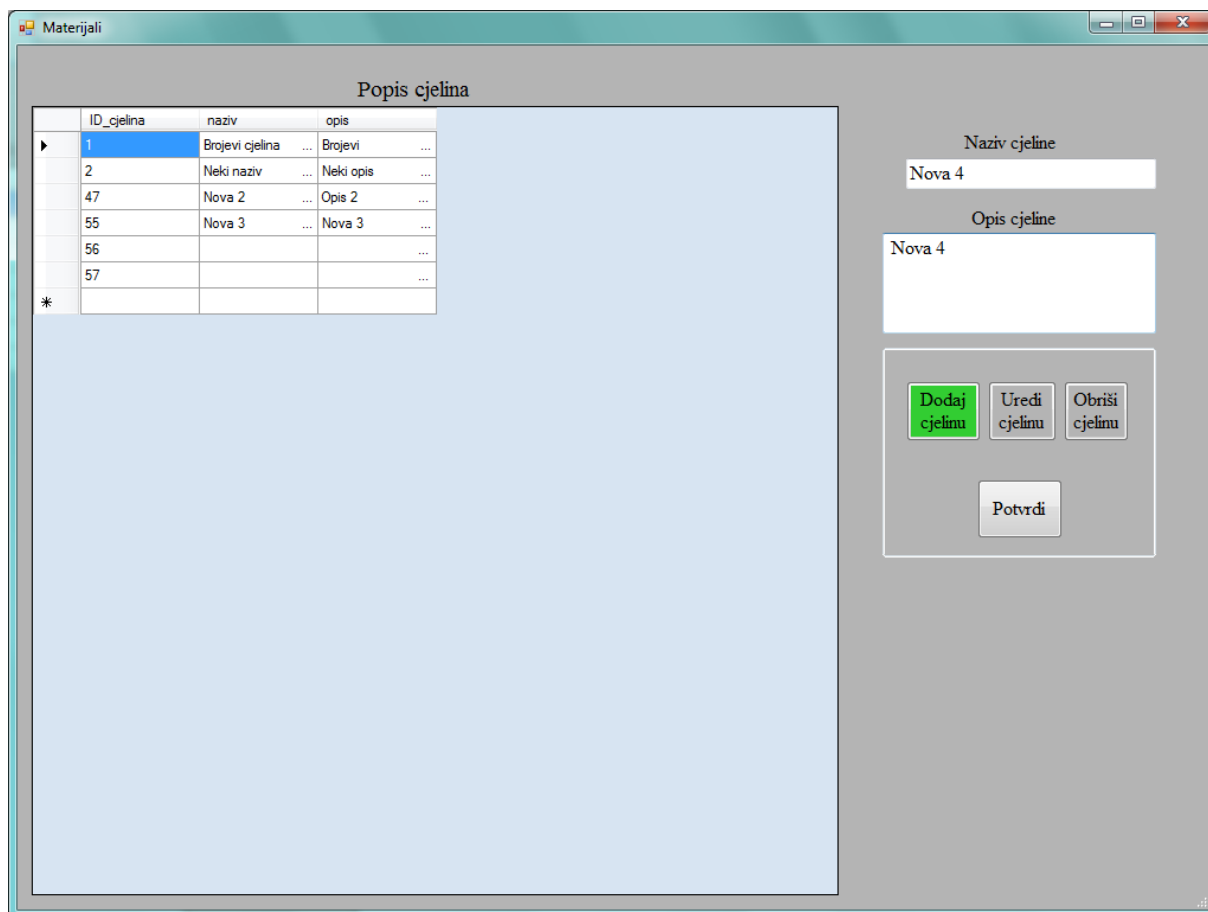 Materijali
Popis cjelina
ID_cjelina naziv opis
1 Brojevi cjelina ... Brojevi ...
2 Neki naziv ... Neki opis ...
47 Nova 2 ... Opis 2 ...
55 Nova 3 ... Nova 3 ...
56 ...
57 ...
Naziv cjeline
Nova 4
Opis cjeline
Nova 4
Dodaj
cjelinu
Uredi
cjelinu
Obriši
cjelinu
Potvrdi